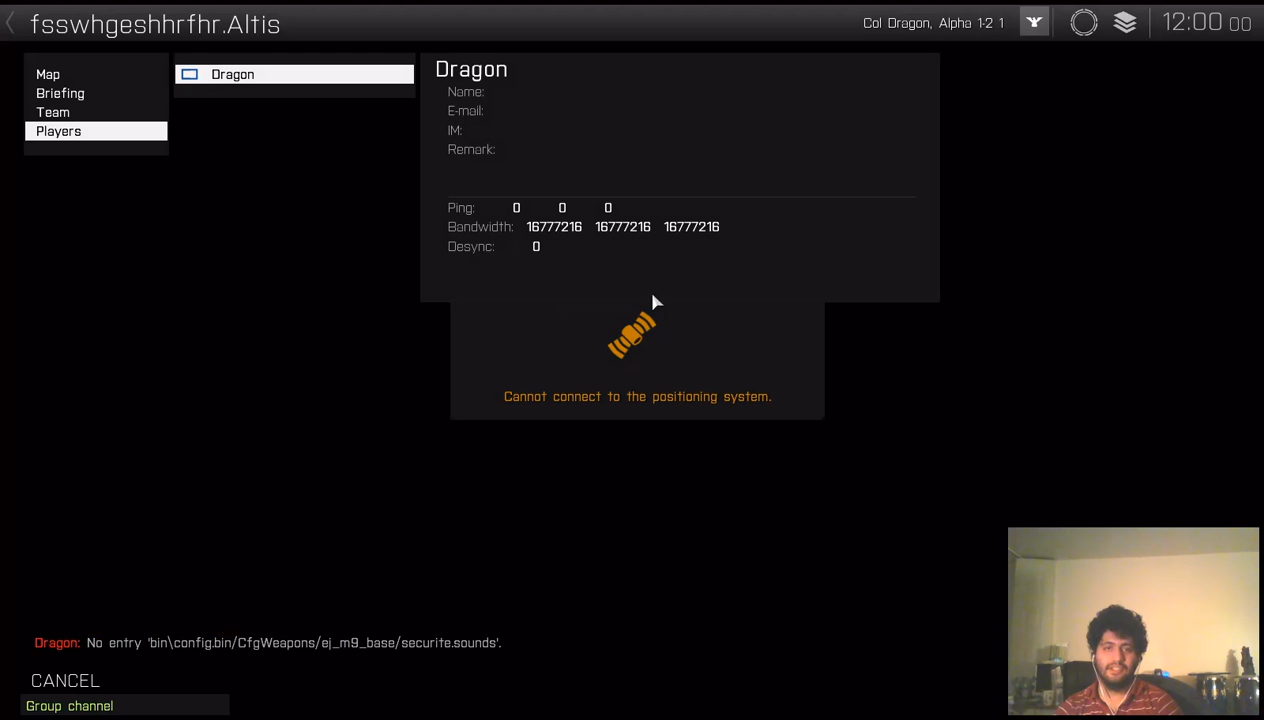 fsswhgeshhrfhr.Altis
Col Dragon, Alpha 1-2 1
12:00 00
Map
Briefing
Team
Players
Dragon
Dragon
Name:
E-mail:
IM:
Remark:
Ping: 0 0 0
Bandwidth: 16777216 16777216 16777216
Desync: 0
Cannot connect to the positioning system.
Dragon: No entry 'bin\config.bin/CfgWeapons/ej_m9_base/securite.sounds'.
CANCEL
Group channel